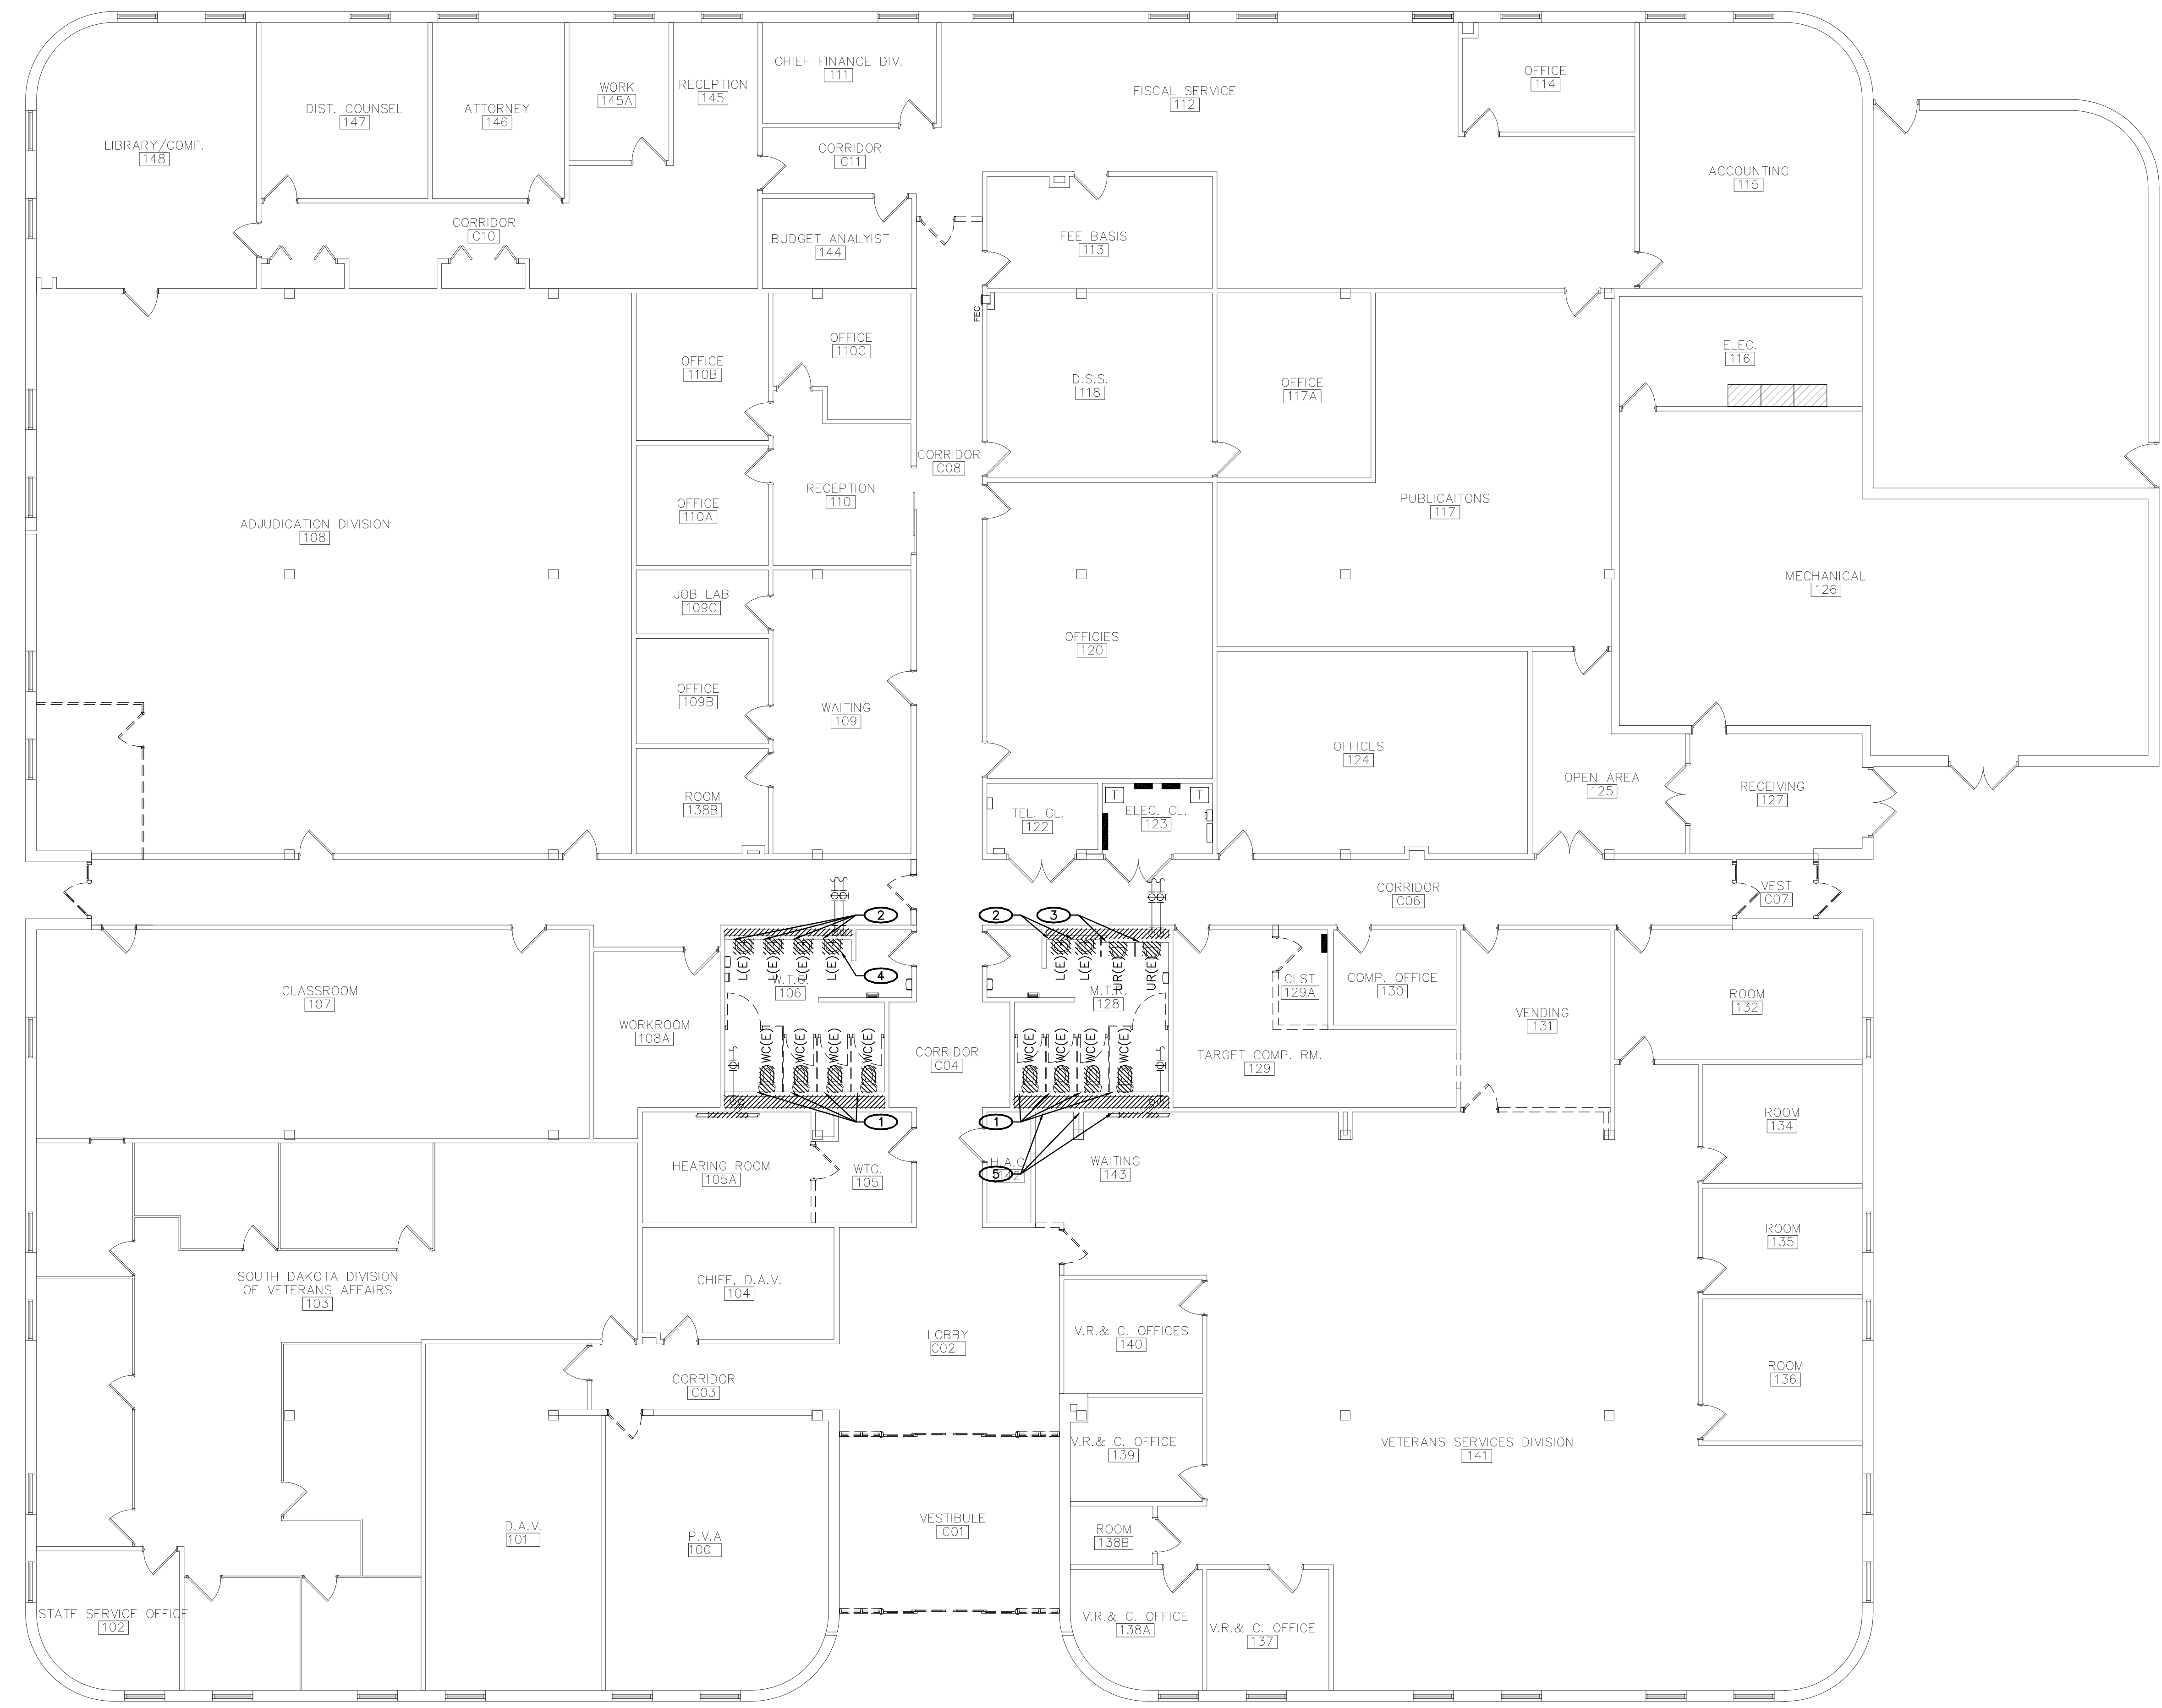 CHIEF FINANCE DIV.
111
WORK
145A
RECEPTION
145
FISCAL SERVICE
112
OFFICE
114
DIST. COUNSEL
147
ATTORNEY
146
LIBRARY/COMF.
148
CORRIDOR
C11
ACCOUNTING
115
CORRIDOR
C10
BUDGET ANALYIST
144
FEE BASIS
113
FEC
OFFICE
110C
OFFICE
110B
D.S.S.
118
OFFICE
117A
ELEC.
116
CORRIDOR
C08
RECEPTION
110
OFFICE
110A
PUBLICAITONS
117
ADJUDICATION DIVISION
108
MECHANICAL
126
JOB LAB
109C
OFFICIES
120
OFFICE
109B
WAITING
109
OFFICES
124
OPEN AREA
125
RECEIVING
127
ROOM
138B
T
T
TEL. CL.
122
ELEC. CL.
123
CORRIDOR
C06
VEST
C07
2
2
3
L(E)
L(E)
L(E)
L(E)
4
L(E)
L(E)
UR(E)
UR(E)
W.T.O.
106
M.T.R.
128
CLASSROOM
107
CLST
129A
COMP. OFFICE
130
ROOM
132
WORKROOM
108A
VENDING
131
WC(E)
WC(E)
WC(E)
WC(E)
WC(E)
WC(E)
WC(E)
WC(E)
CORRIDOR
C04
TARGET COMP. RM.
129
1
1
ROOM
134
HEARING ROOM
105A
WTG.
105
H.A.C.
142
5
WAITING
143
ROOM
135
SOUTH DAKOTA DIVISION
OF VETERANS AFFAIRS
103
CHIEF, D.A.V.
104
LOBBY
C02
V.R.& C. OFFICES
140
ROOM
136
CORRIDOR
C03
V.R.& C. OFFICE
139
VETERANS SERVICES DIVISION
141
D.A.V.
101
P.V.A
100
VESTIBULE
C01
ROOM
138B
STATE SERVICE OFFICE
102
V.R.& C. OFFICE
138A
V.R.& C. OFFICE
137